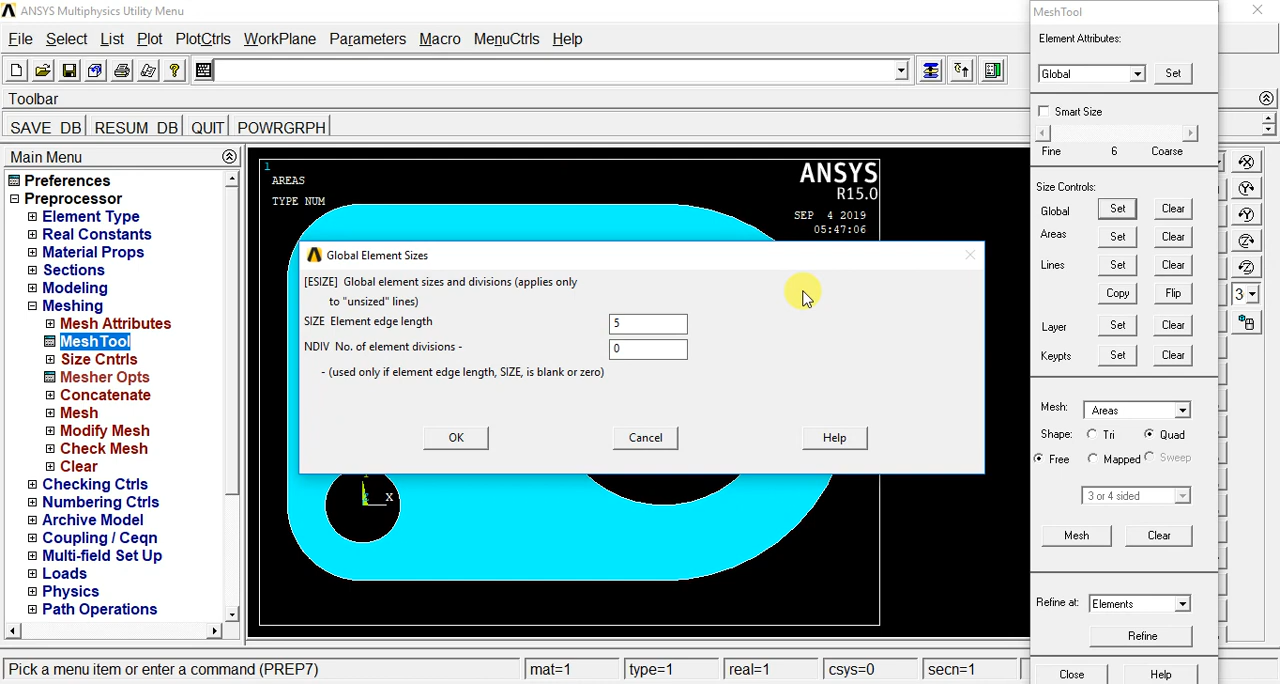 ANSYS Multiphysics Utility Menu
File Select List Plot PlotCtrls WorkPlane Parameters Macro MenuCtrls Help
Toolbar
SAVE_DB RESUM_DB QUIT POWRGRPH
Main Menu
Preferences
Preprocessor
Element Type
Real Constants
Material Props
Sections
Modeling
Meshing
Mesh Attributes
MeshTool
Size Cntrls
Mesher Opts
Concatenate
Mesh
Modify Mesh
Check Mesh
Clear
Checking Ctrls
Numbering Ctrls
Archive Model
Coupling / Ceqn
Multi-field Set Up
Loads
Physics
Path Operations
1
AREAS
TYPE NUM
ANSYS
R15.0
SEP 4 2019
05:47:06
X
Global Element Sizes
[ESIZE] Global element sizes and divisions (applies only
to "unsized" lines)
SIZE Element edge length 5
NDIV No. of element divisions - 0
- (used only if element edge length, SIZE, is blank or zero)
OK Cancel Help
MeshTool
Element Attributes:
Global Set
Smart Size
Fine 6 Coarse
Size Controls:
Global Set Clear
Areas Set Clear
Lines Set Clear
Copy Flip
Layer Set Clear
Keypts Set Clear
Mesh: Areas
Shape: Tri Quad
Free Mapped Sweep
3 or 4 sided
Mesh Clear
Refine at: Elements
Refine
Close Help
3
Pick a menu item or enter a command (PREP7) mat=1 type=1 real=1 csys=0 secn=1